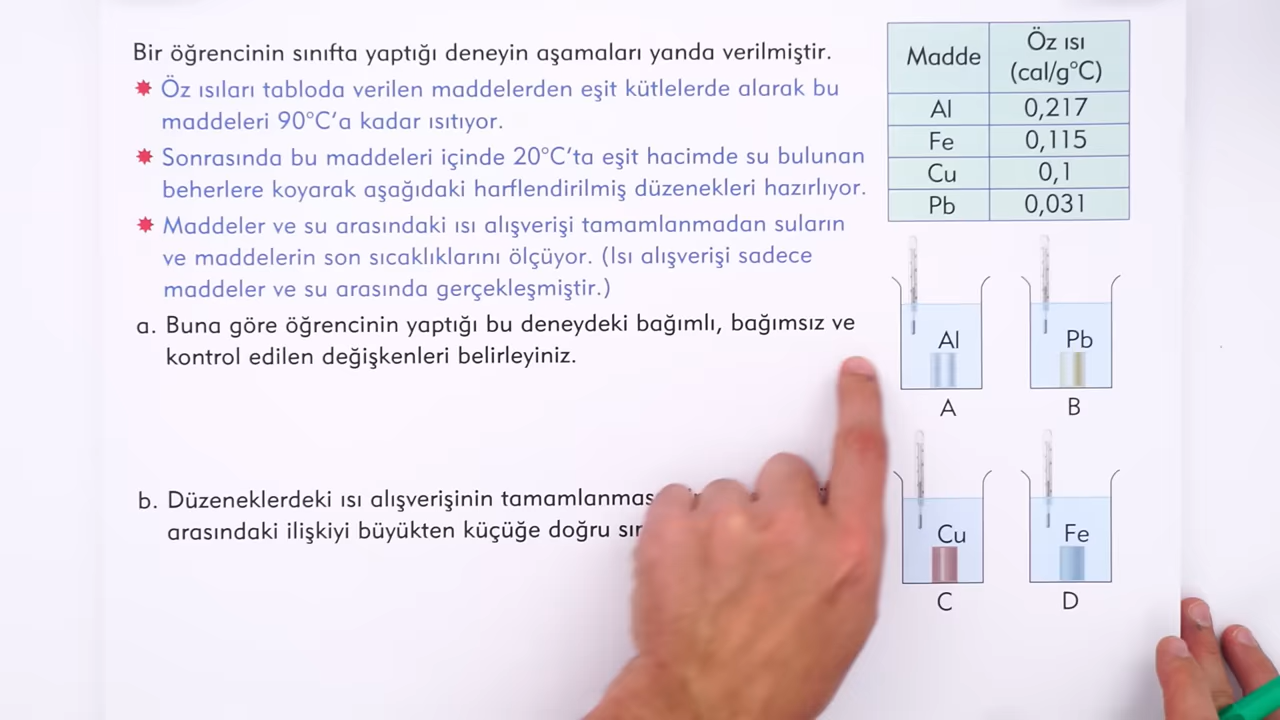 Bir öğrencinin sınıfta yaptığı deneyin aşamaları yanda verilmiştir.
Öz ısıları tabloda verilen maddelerden eşit kütlelerde alarak bu
maddeleri 90°C'a kadar ısıtıyor.
Sonrasında bu maddeleri içinde 20°C'ta eşit hacimde su bulunan
beherlere koyarak aşağıdaki harflendirilmiş düzenekleri hazırlıyor.
Maddeler ve su arasındaki ısı alışverişi tamamlanmadan suların
ve maddelerin son sıcaklıklarını ölçüyor. (Isı alışverişi sadece
maddeler ve su arasında gerçekleşmiştir.)
a. Buna göre öğrencinin yaptığı bu deneydeki bağımlı, bağımsız ve
kontrol edilen değişkenleri belirleyiniz.
b. Düzeneklerdeki ısı alışverişinin
arasındaki ilişkiyi büyükten küçüğe doğru
Madde Öz ısı
(cal/g°C)
Al 0,217
Fe 0,115
Cu 0,1
Pb 0,031
Al Pb
A B
Cu Fe
C D